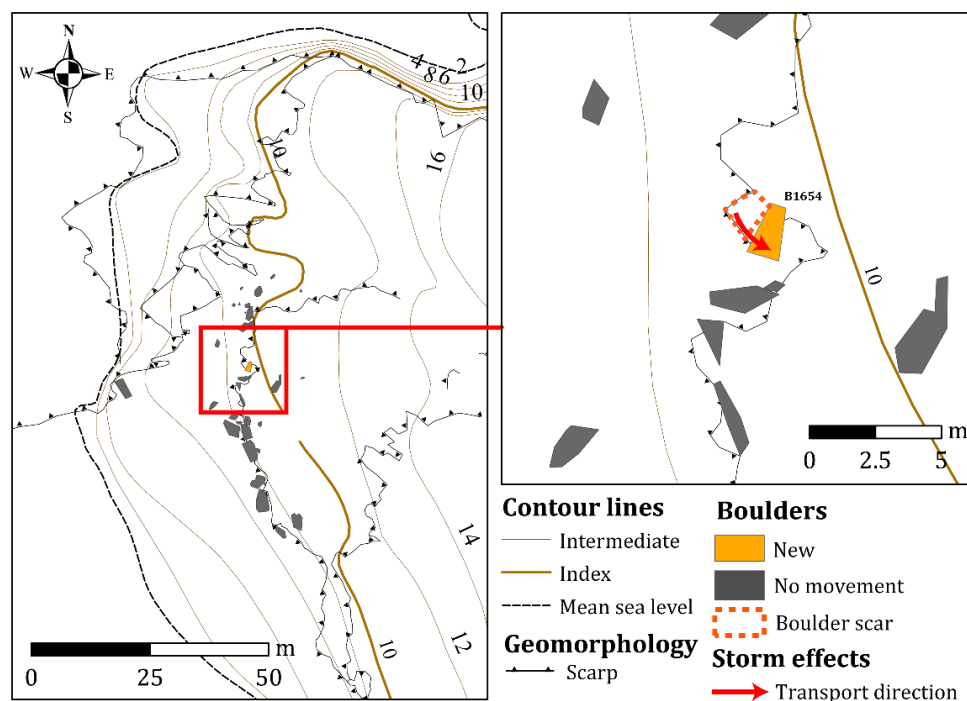 N
W E
S
4
8
6
2
10
10
16
14
12
10
0 25 50 m
B1654
10
0 2.5 5 m
Contour lines
Intermediate
Index
Mean sea level
Geomorphology
Scarp
Boulders
New
No movement
Boulder scar
Storm effects
Transport direction